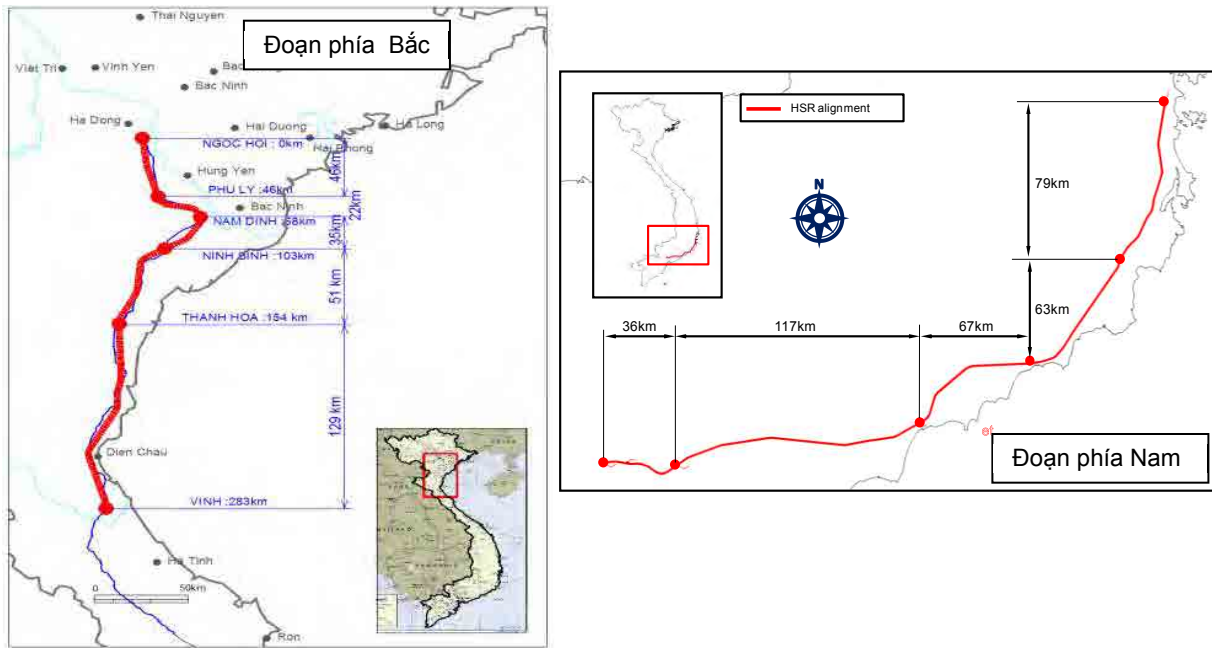 Đoạn phía Bắc
Thai Nguyen
Viet Tri
Vinh Yen
Bac
Bac Ninh
Ha Dong
Hai Duong
Ha Long
NGOC HOI : 0km
Hai Phong
Hung Yen
PHU LY :46km
Bac Ninh
NAM DINH :68km
NINH BINH :103km
THANH HOA :154 km
Dien Chau
VINH :283km
Ha Tinh
Ron
46km
22km
35km
51 km
129 km
0
50km
HSR alignment
N
79km
63km
36km
117km
67km
Đoạn phía Nam